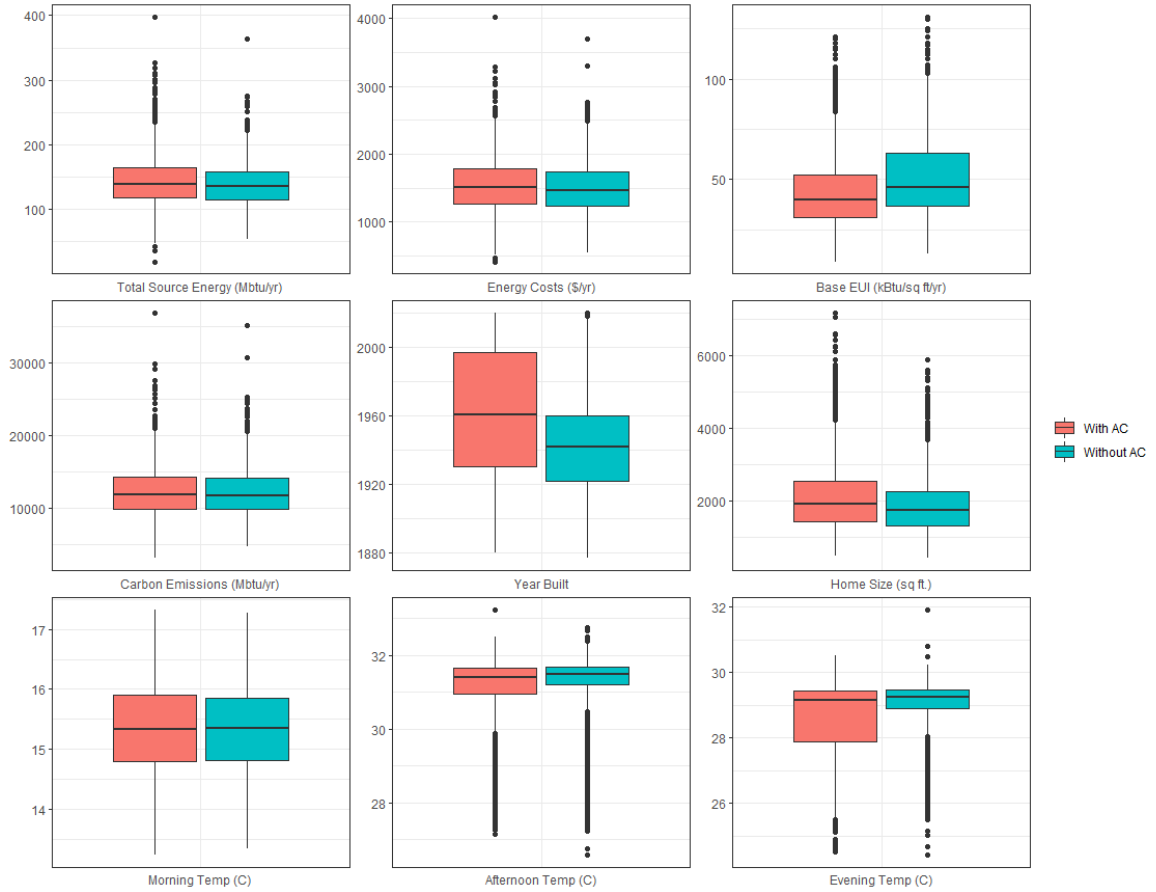 400
300
200
100
Total Source Energy (Mbtu/yr)
4000
3000
2000
1000
Energy Costs ($/yr)
100
50
Base EUI (kBtu/sq ft/yr)
30000
20000
10000
Carbon Emissions (Mbtu/yr)
2000
1960
1920
1880
Year Built
6000
4000
2000
Home Size (sq ft.)
With AC
Without AC
17
16
15
14
Morning Temp (C)
32
30
28
Afternoon Temp (C)
32
30
28
26
Evening Temp (C)